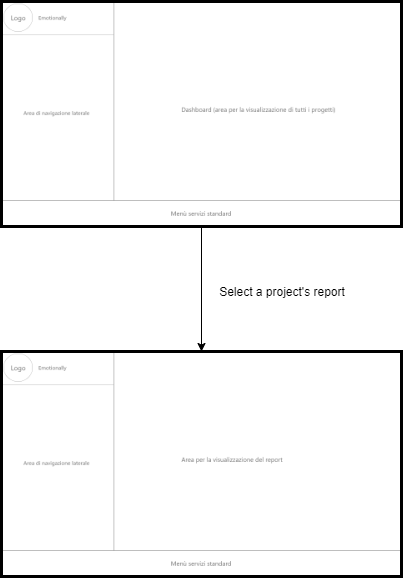 Logo
Emotionally
Area di navigazione laterale
Dashboard (area per la visualizzazione di tutti i progetti)
Menù servizi standard
Select a project's report
Logo
Emotionally
Area di navigazione laterale
Area per la visualizzazione del report
Menù servizi standard